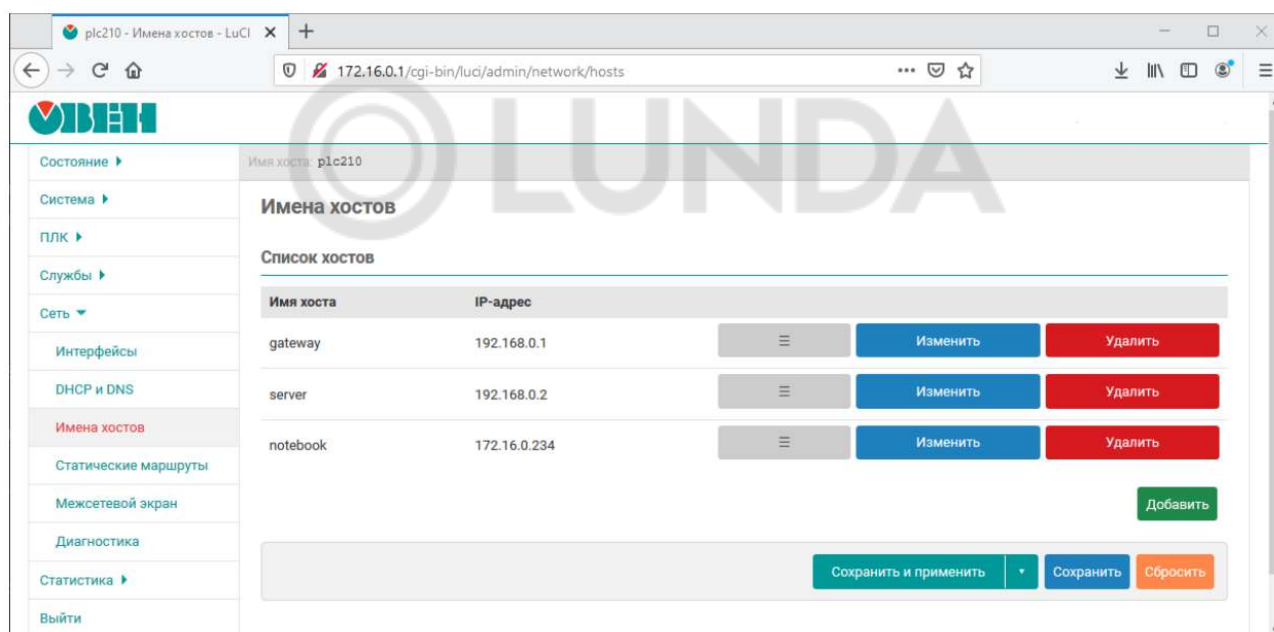 plc210 - Имена хостов - LuCI
172.16.0.1/cgi-bin/luci/admin/network/hosts
ОВЕН
LUNDA
Состояние
Имя хоста: plc210
Система
Имена хостов
ПЛК
Список хостов
Службы
Имя хоста IP-адрес
Сеть
gateway 192.168.0.1 Изменить Удалить
Интерфейсы
DHCP и DNS
server 192.168.0.2 Изменить Удалить
Имена хостов
notebook 172.16.0.234 Изменить Удалить
Статические маршруты
Межсетевой экран
Добавить
Диагностика
Статистика
Сохранить и применить Сохранить Сбросить
Выйти